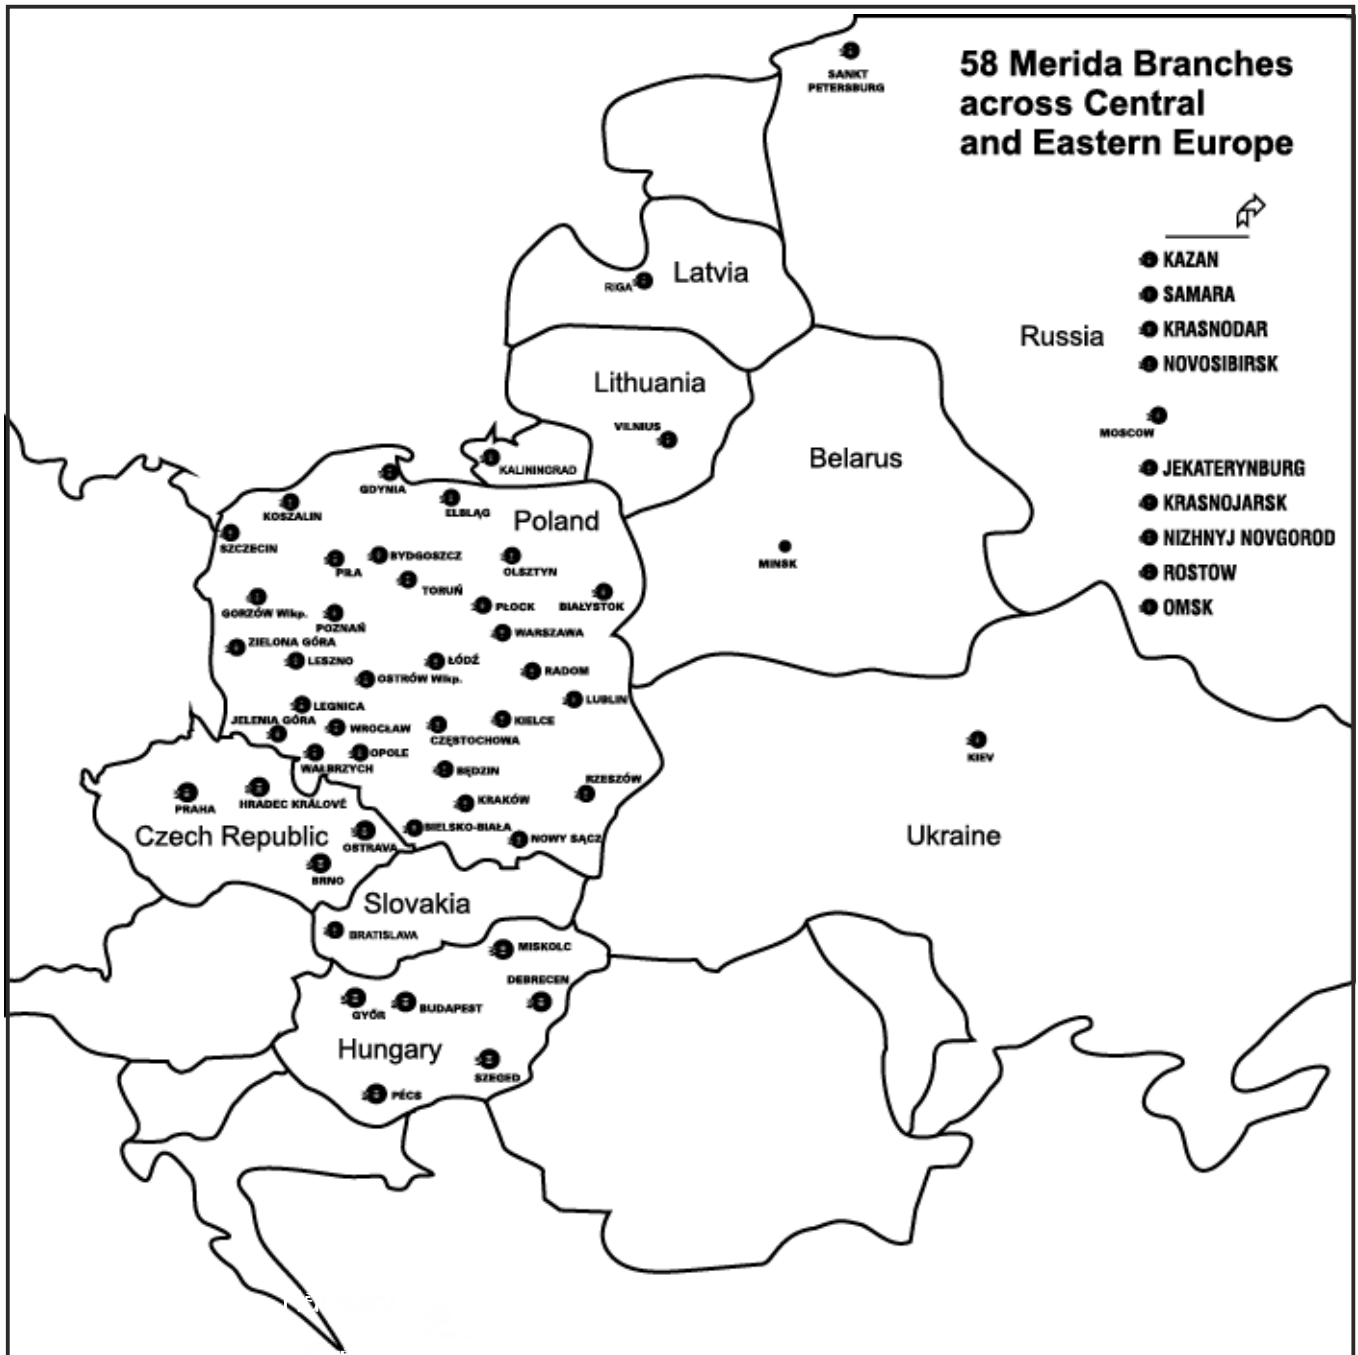 58 Merida Branches
across Central
and Eastern Europe
SANKT
PETERSBURG
KAZAN
SAMARA
KRASNODAR
NOVOSIBIRSK
Russia
MOSCOW
JEKATERYNBURG
KRASNOJARSK
NIZHNYJ NOVGOROD
ROSTOW
OMSK
Latvia
RIGA
Lithuania
VILNIUS
KALININGRAD
Belarus
MINSK
Poland
GDYNIA
ELBLĄG
KOSZALIN
SZCZECIN
PIŁA
BYDGOSZCZ
OLSZTYN
TORUŃ
GORZÓW Wlkp.
POZNAŃ
PŁOCK
BIAŁYSTOK
WARSZAWA
ZIELONA GÓRA
LESZNO
ŁÓDŹ
OSTRÓW Wlkp.
RADOM
LUBLIN
LEGNICA
JELENIA GÓRA
WROCŁAW
CZĘSTOCHOWA
KIELCE
WAŁBRZYCH
OPOLE
BĘDZIN
RZESZÓW
KRAKÓW
BIELSKO-BIAŁA
NOWY SĄCZ
KIEV
Ukraine
PRAHA
HRADEC KRÁLOVÉ
Czech Republic
OSTRAVA
BRNO
Slovakia
BRATISLAVA
MISKOLC
DEBRECEN
GYŐR
BUDAPEST
Hungary
SZEGED
PÉCS